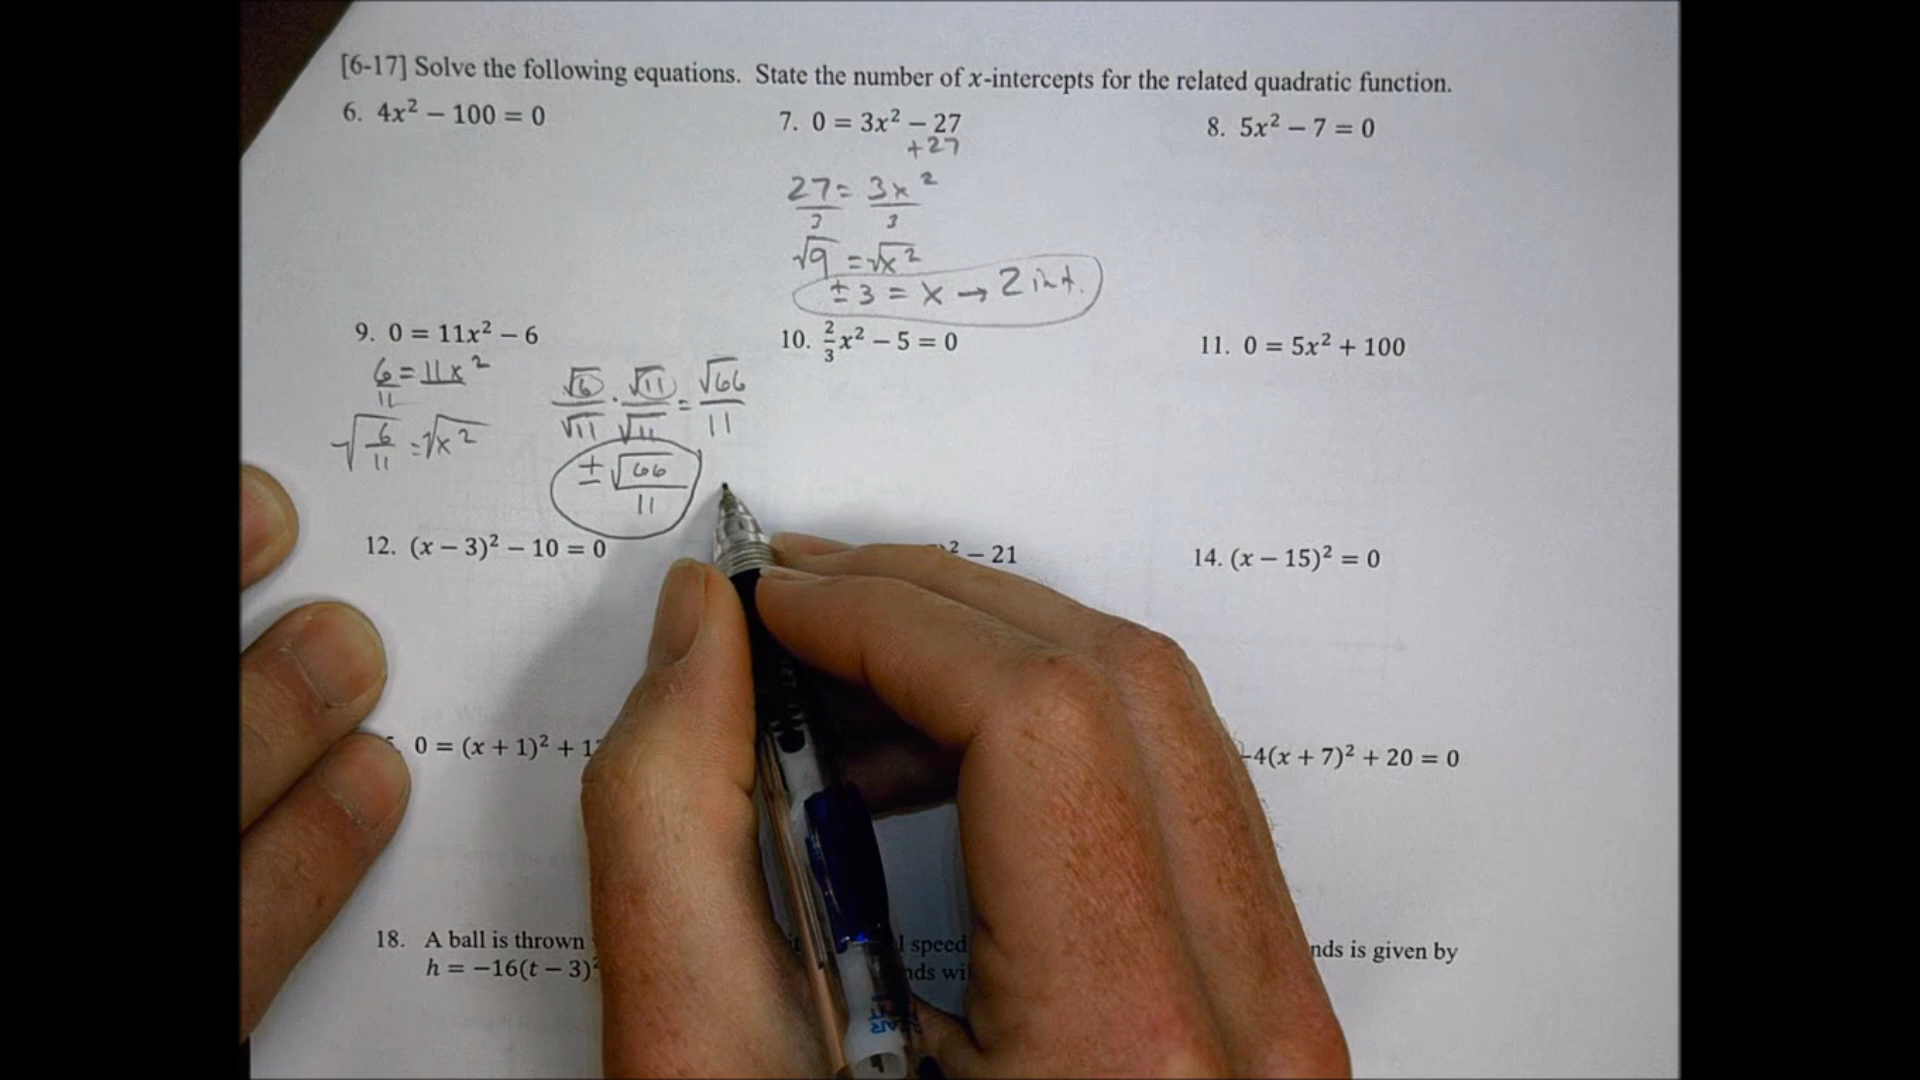 [6-17] Solve the following equations. State the number of x-intercepts for the related quadratic function.
6. 4x² − 100 = 0
7. 0 = 3x² − 27
+27
27 = 3x²
3 3
√9 = √x²
±3 = x → 2 int.
8. 5x² − 7 = 0
9. 0 = 11x² − 6
6 = 11x²
11
√6/11 = √x²
√6/√11 · √11/√11 = √66/11
±√66/11
10. 2/3x² − 5 = 0
11. 0 = 5x² + 100
12. (x − 3)² − 10 = 0
² − 21
14. (x − 15)² = 0
0 = (x + 1)² + 1
4(x + 7)² + 20 = 0
18. A ball is thrown speed nds is given by
h = −16(t − 3) nds wil